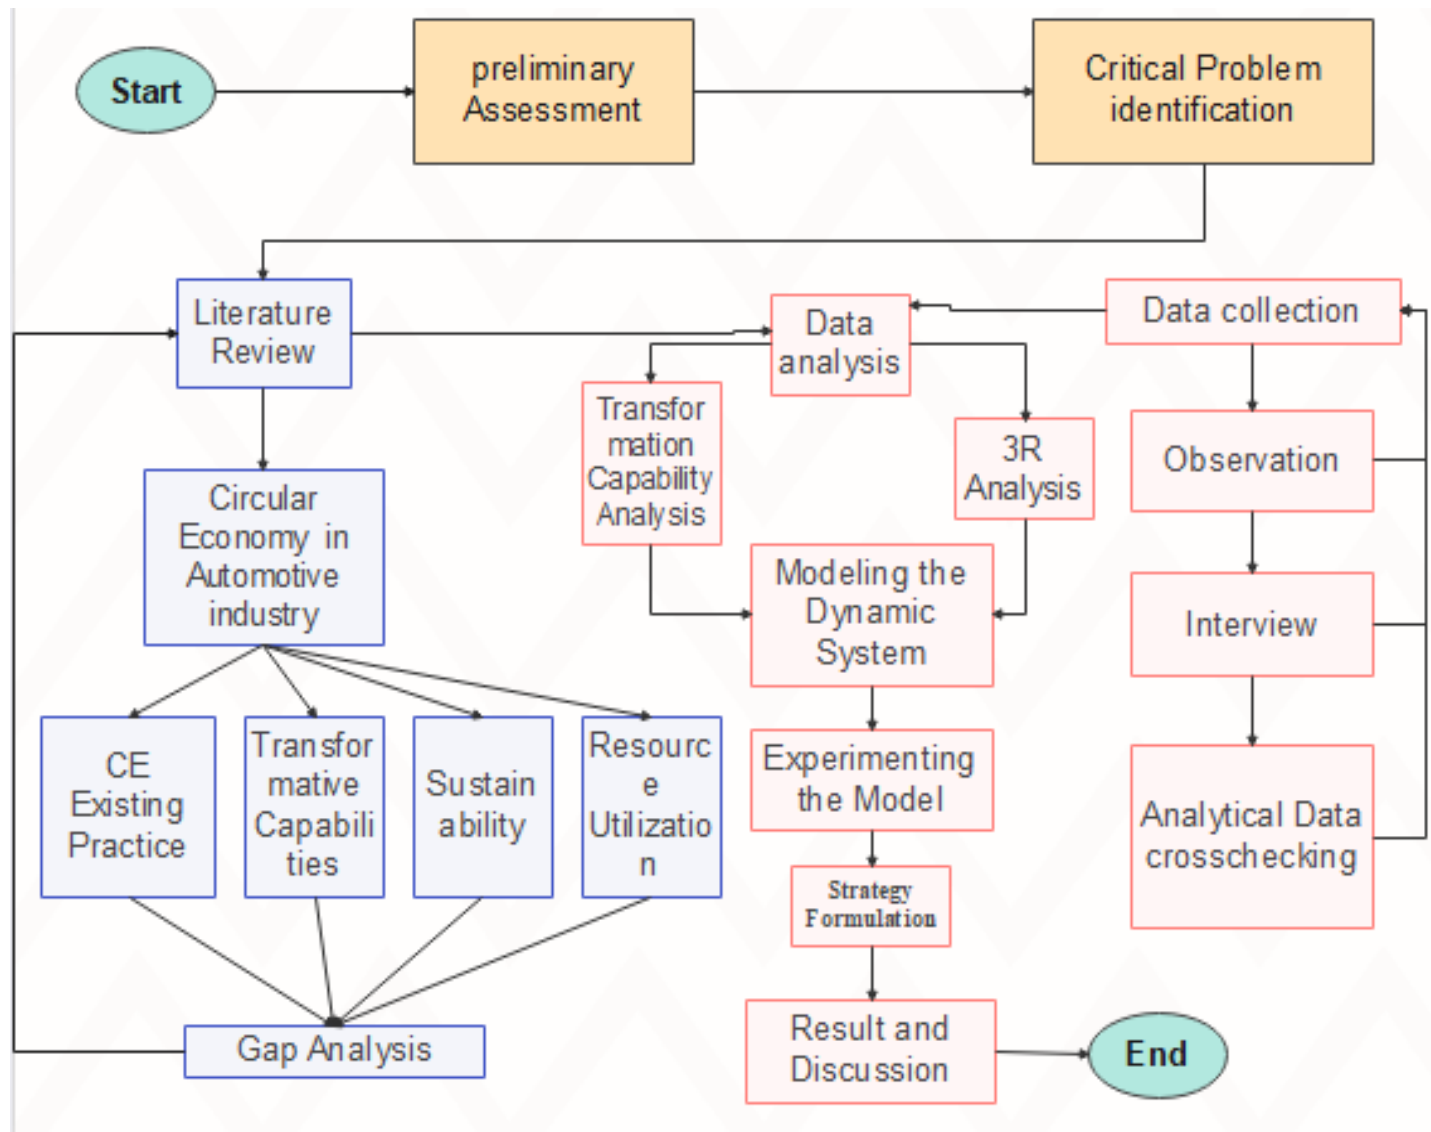 Start
preliminary
Assessment
Critical Problem
identification
Literature
Review
Data
analysis
Data collection
Transfor
mation
Capability
Analysis
3R
Analysis
Observation
Circular
Economy in
Automotive
industry
Modeling the
Dynamic
System
Interview
CE
Existing
Practice
Transfor
mative
Capabili
ties
Sustain
ability
Resourc
e
Utilizatio
n
Experimenting
the Model
Analytical Data
crosschecking
Strategy
Formulation
Gap Analysis
Result and
Discussion
End